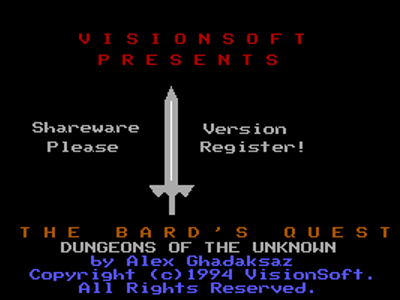 VISIONSOFT
PRESENTS
Shareware Version
Please Register!
THE BARD'S QUEST
DUNGEONS OF THE UNKNOWN
by Alex Ghadaksaz
Copyright (c)1994 VisionSoft.
All Rights Reserved.